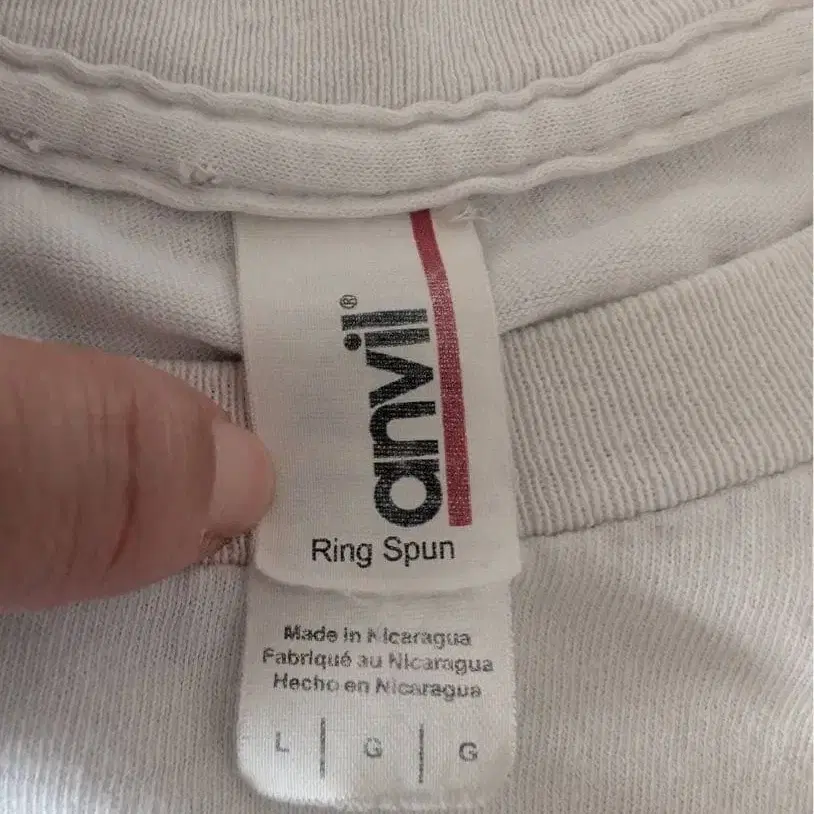 anvil®
Ring Spun
Made in Nicaragua
Fabriqué au Nicaragua
Hecho en Nicaragua
L | G | G